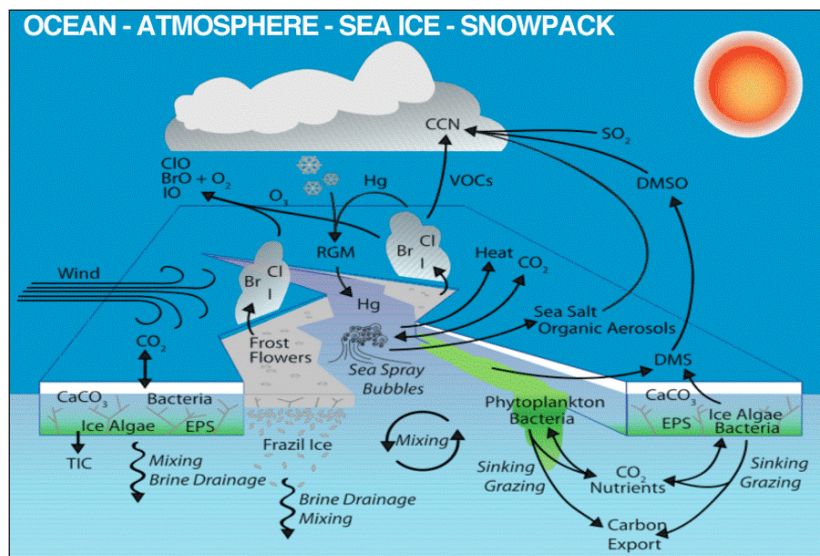 OCEAN - ATMOSPHERE - SEA ICE - SNOWPACK
CCN
SO2
ClO
BrO + O2
IO
O3
Hg
VOCs
DMSO
RGM
Br Cl
I
Heat
CO2
Wind
Br Cl
I
Hg
Sea Salt
Organic Aerosols
CO2
Frost
Flowers
Sea Spray
Bubbles
DMS
CaCO3
Bacteria
Ice Algae
EPS
Phytoplankton
Bacteria
CaCO3
EPS
Ice Algae
Bacteria
TIC
Mixing
Brine Drainage
Frazil Ice
Mixing
Sinking
Grazing
CO2
Nutrients
Sinking
Grazing
Brine Drainage
Mixing
Carbon
Export